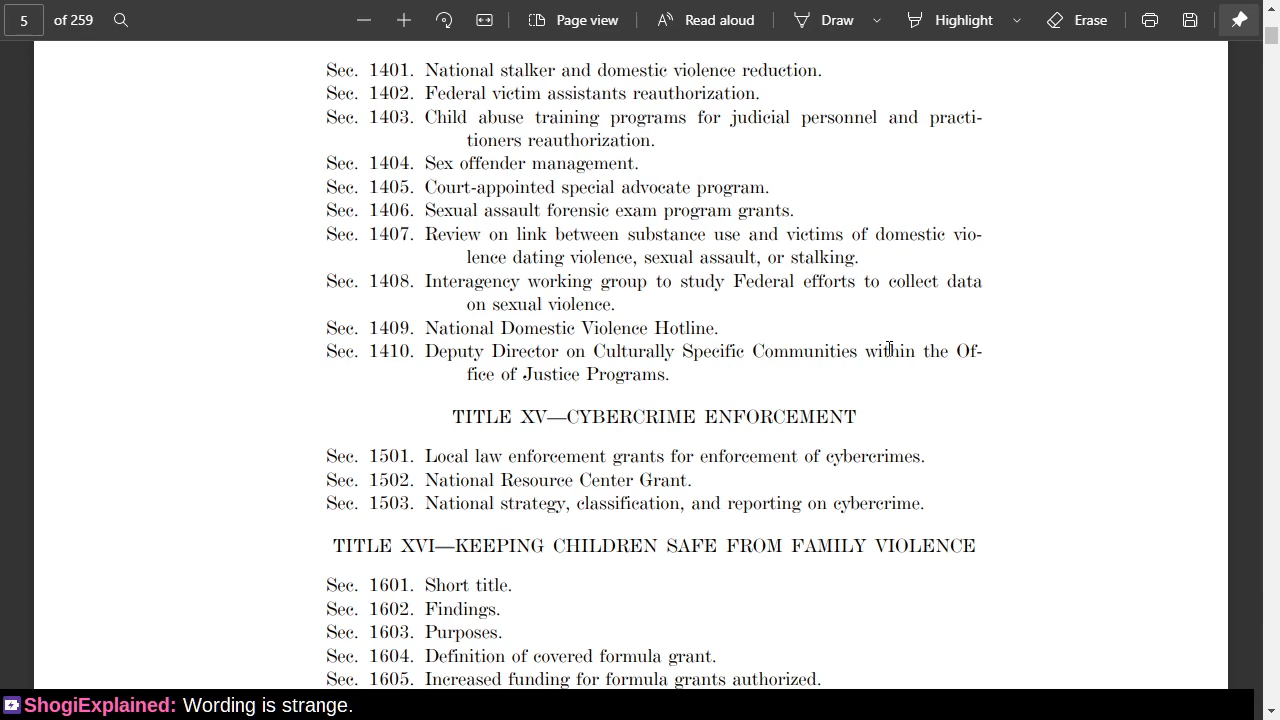 5 of 259 Page view Read aloud Draw Highlight Erase
Sec. 1401. National stalker and domestic violence reduction.
Sec. 1402. Federal victim assistants reauthorization.
Sec. 1403. Child abuse training programs for judicial personnel and practi-
tioners reauthorization.
Sec. 1404. Sex offender management.
Sec. 1405. Court-appointed special advocate program.
Sec. 1406. Sexual assault forensic exam program grants.
Sec. 1407. Review on link between substance use and victims of domestic vio-
lence dating violence, sexual assault, or stalking.
Sec. 1408. Interagency working group to study Federal efforts to collect data
on sexual violence.
Sec. 1409. National Domestic Violence Hotline.
Sec. 1410. Deputy Director on Culturally Specific Communities within the Of-
fice of Justice Programs.
TITLE XV—CYBERCRIME ENFORCEMENT
Sec. 1501. Local law enforcement grants for enforcement of cybercrimes.
Sec. 1502. National Resource Center Grant.
Sec. 1503. National strategy, classification, and reporting on cybercrime.
TITLE XVI—KEEPING CHILDREN SAFE FROM FAMILY VIOLENCE
Sec. 1601. Short title.
Sec. 1602. Findings.
Sec. 1603. Purposes.
Sec. 1604. Definition of covered formula grant.
Sec. 1605. Increased funding for formula grants authorized.
ShogiExplained: Wording is strange.